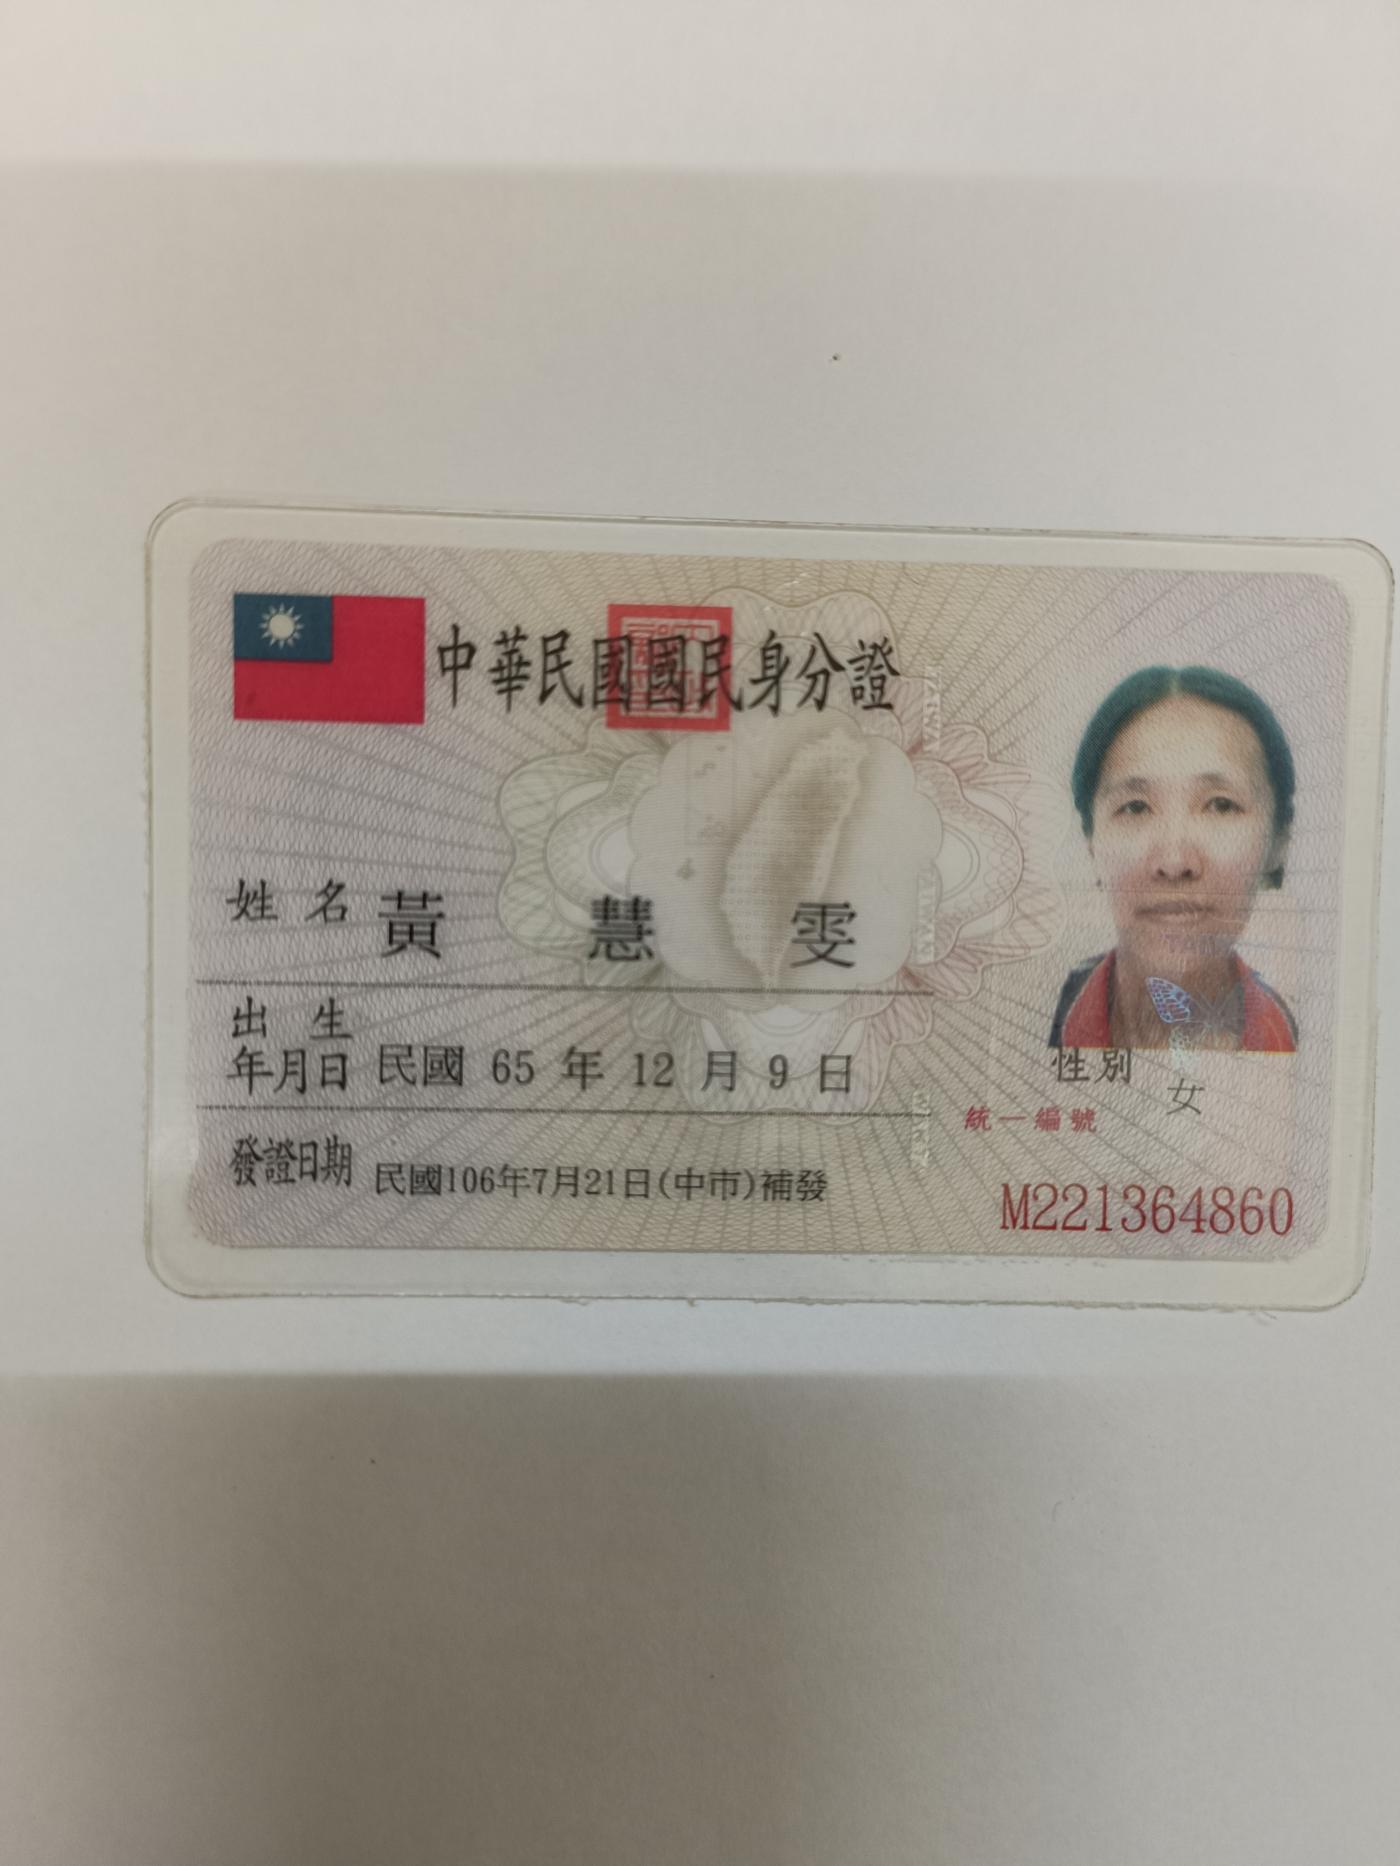 中華民國國民身分證
姓名 黃慧雯
出生
年月日 民國 65 年 12 月 9 日
發證日期 民國106年7月21日(中市)補發
性別 女
統一編號
M221364860